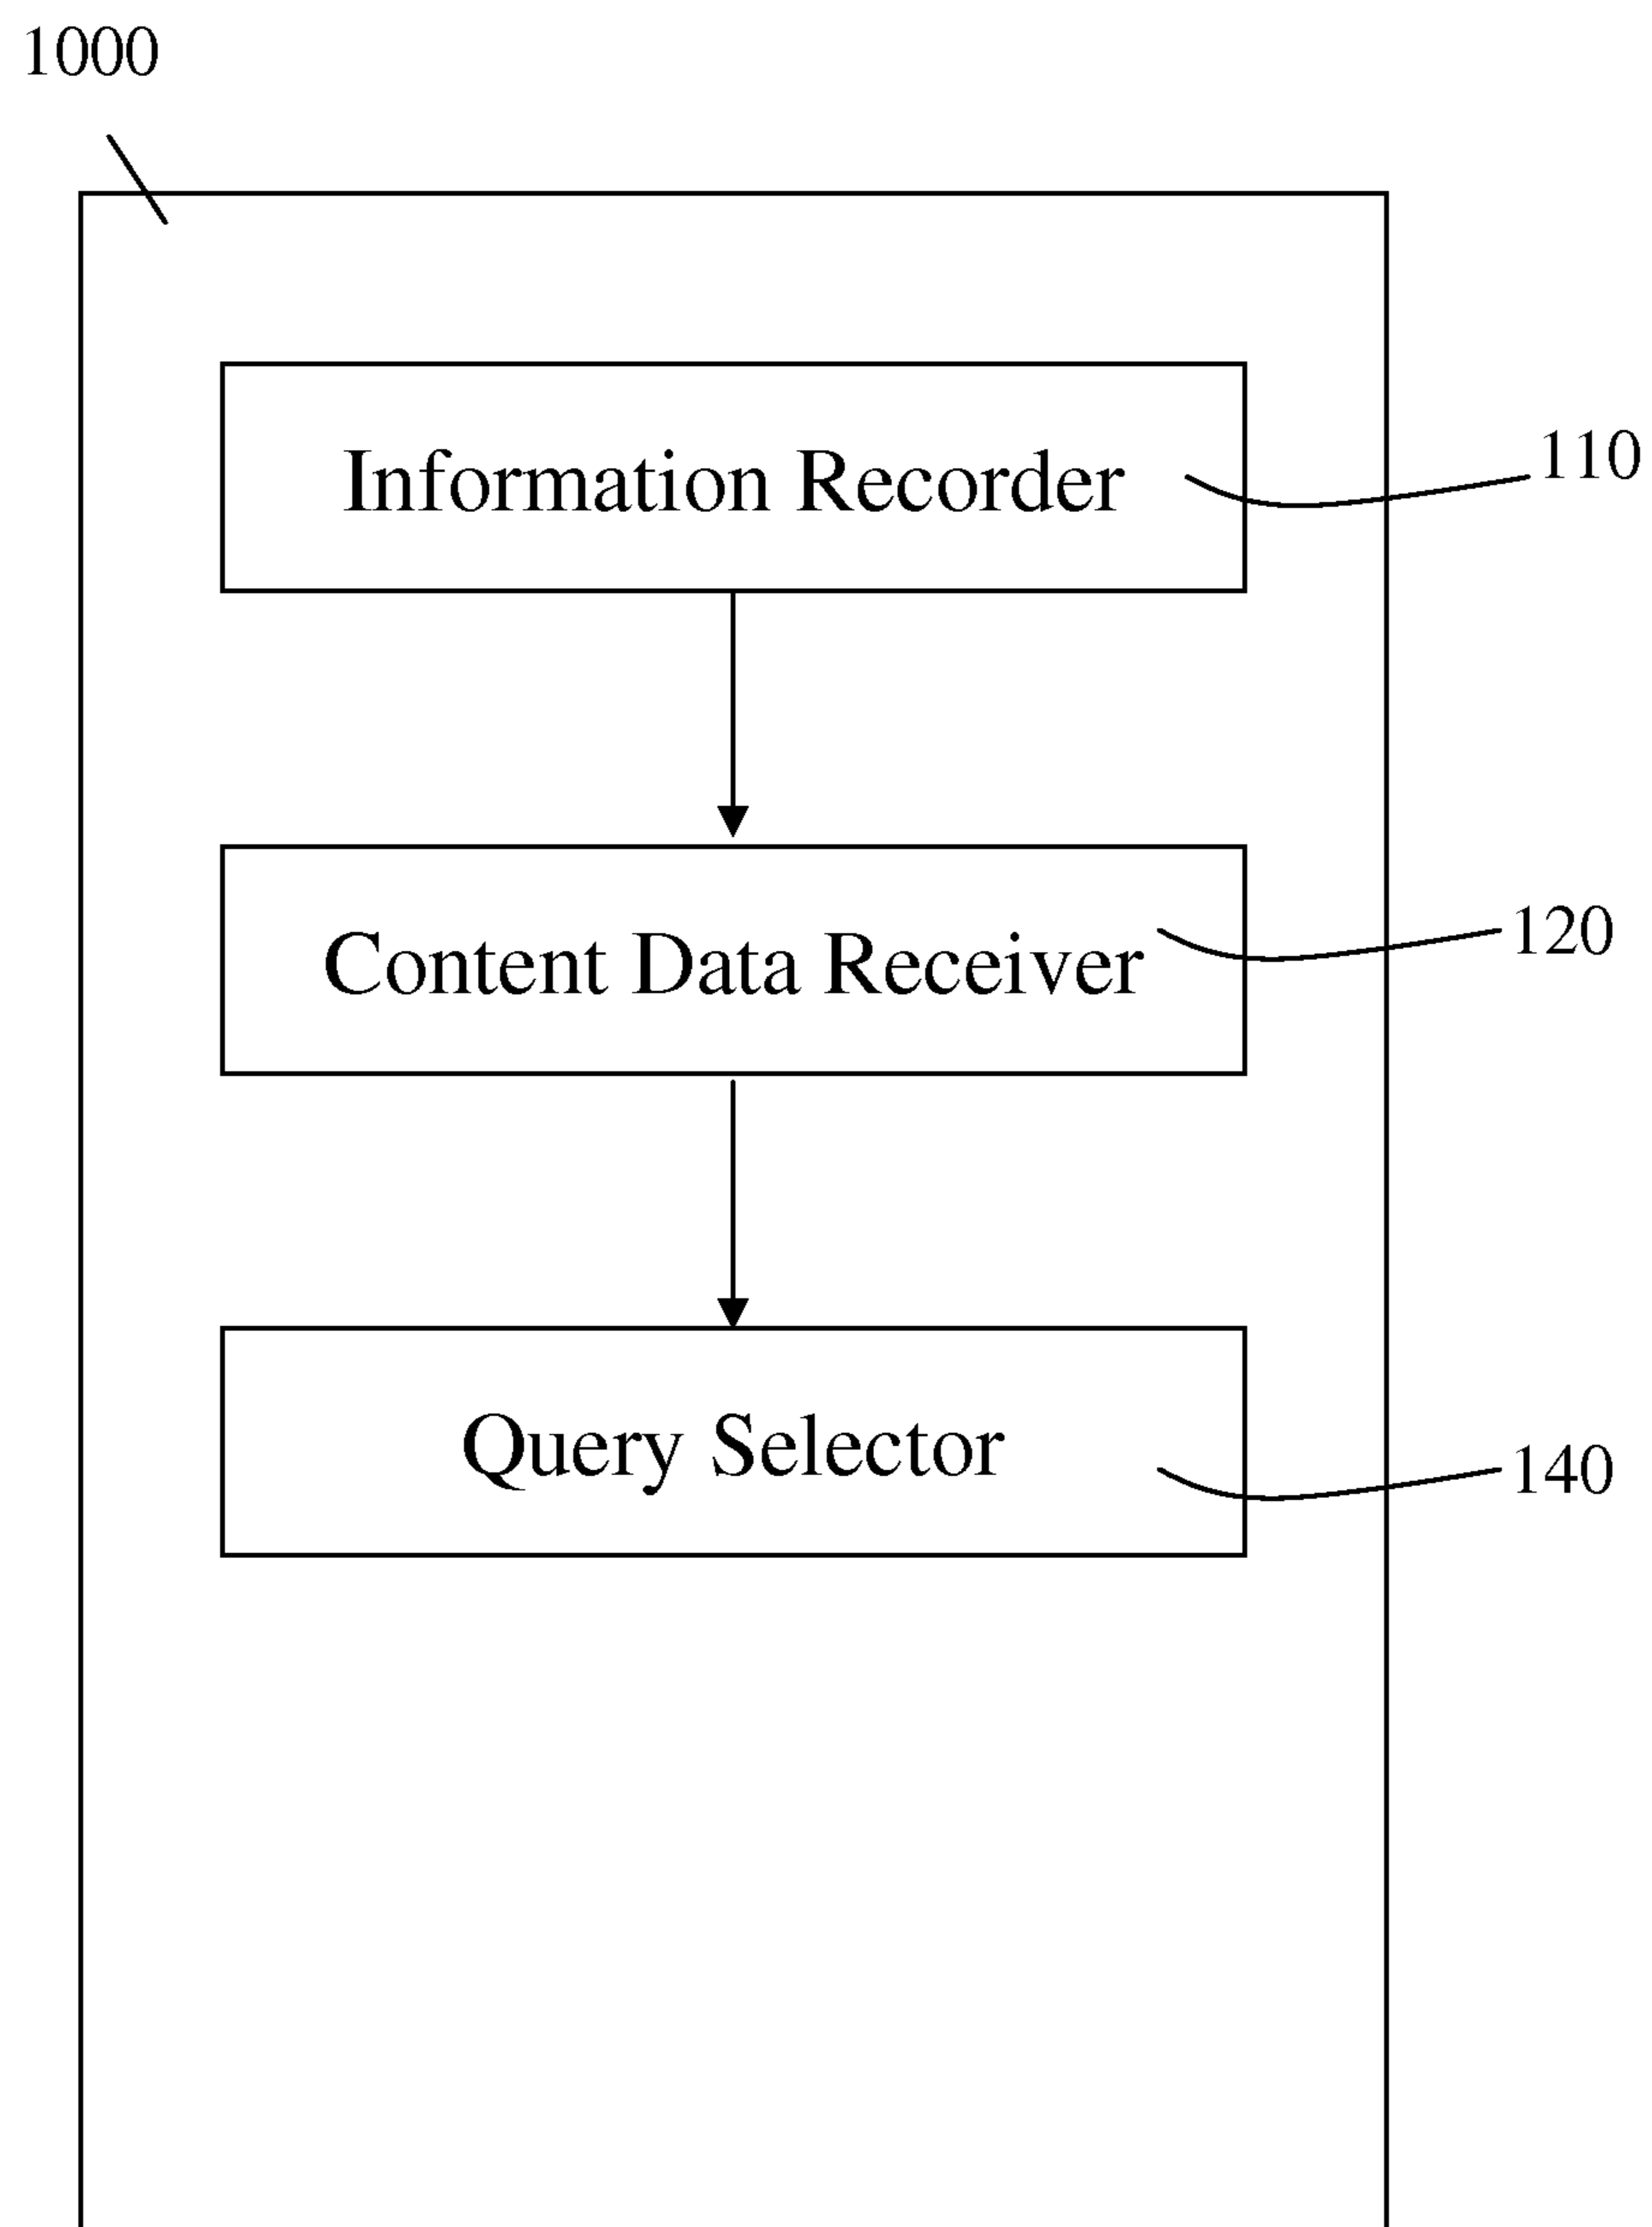 1000
Information Recorder
110
Content Data Receiver
120
Query Selector
140